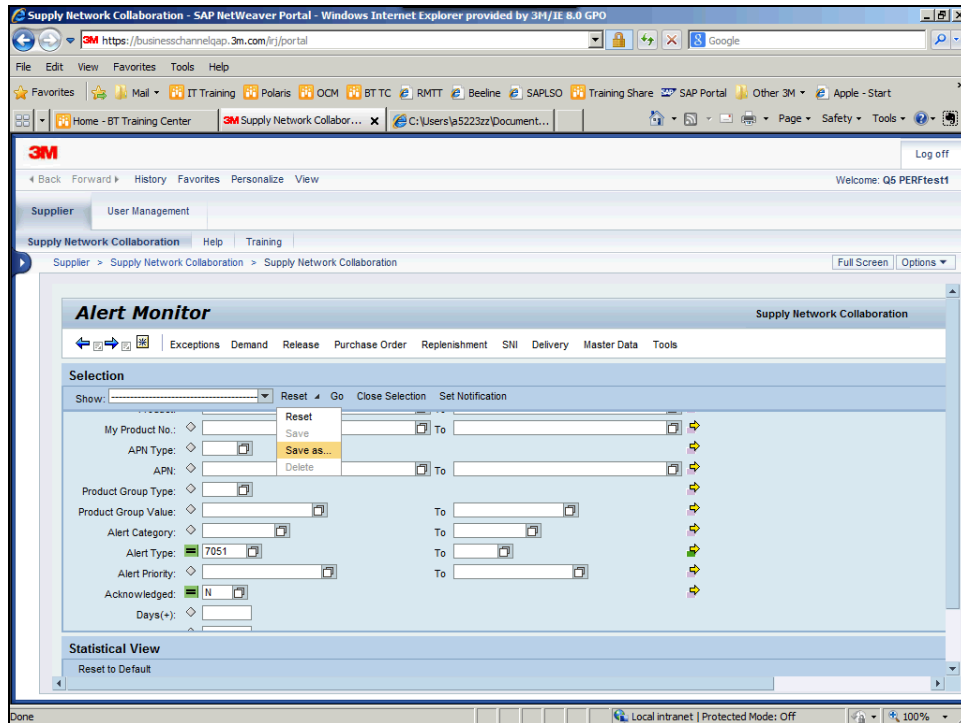 Supply Network Collaboration - SAP NetWeaver Portal - Windows Internet Explorer provided by 3M/IE 8.0 GPO
3M https://businesschannelqap.3m.com/irj/portal
Google
File Edit View Favorites Tools Help
Favorites Mail IT Training Polaris OCM BT TC RMTT Beeline SAPLSO Training Share SAP Portal Other 3M Apple - Start
Home - BT Training Center 3M Supply Network Collabor... X C:\Users\a5223zz\Document... Page Safety Tools
3M Log off
Back Forward History Favorites Personalize View Welcome: Q5 PERFtest1
Supplier User Management
Supply Network Collaboration Help Training
Supplier > Supply Network Collaboration > Supply Network Collaboration Full Screen Options
Alert Monitor Supply Network Collaboration
Exceptions Demand Release Purchase Order Replenishment SNI Delivery Master Data Tools
Selection
Show: Reset Go Close Selection Set Notification
Reset
Save
Save as...
Delete
My Product No.: To
APN Type:
APN: To
Product Group Type:
Product Group Value: To
Alert Category: To
Alert Type: 7051 To
Alert Priority: To
Acknowledged: N
Days(+):
Statistical View
Reset to Default
Done Local intranet | Protected Mode: Off 100%